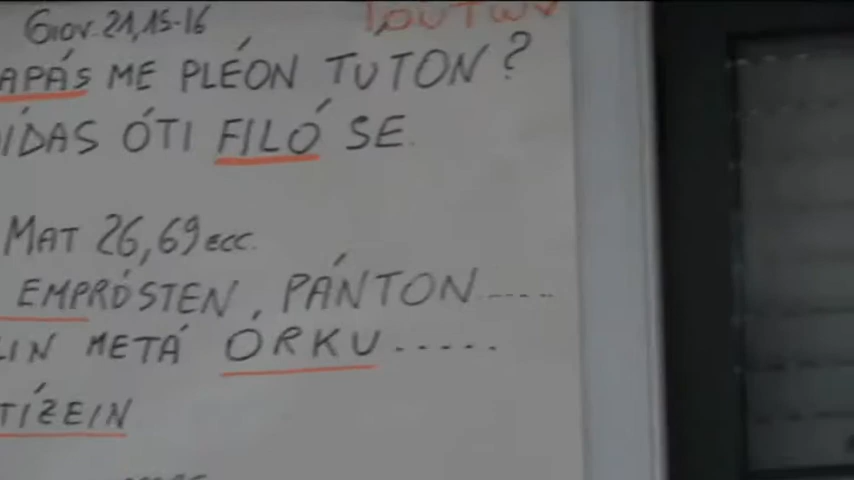 Giov. 21,15-16
APÁS ME PLÉON TUTON?
ÍDAS ÓTI FILÓ SE.
MAT 26,69 ecc.
EMPRÓSTEN, PÁNTON.....
LIN METÁ ÓRKU.....
TÍZEIN